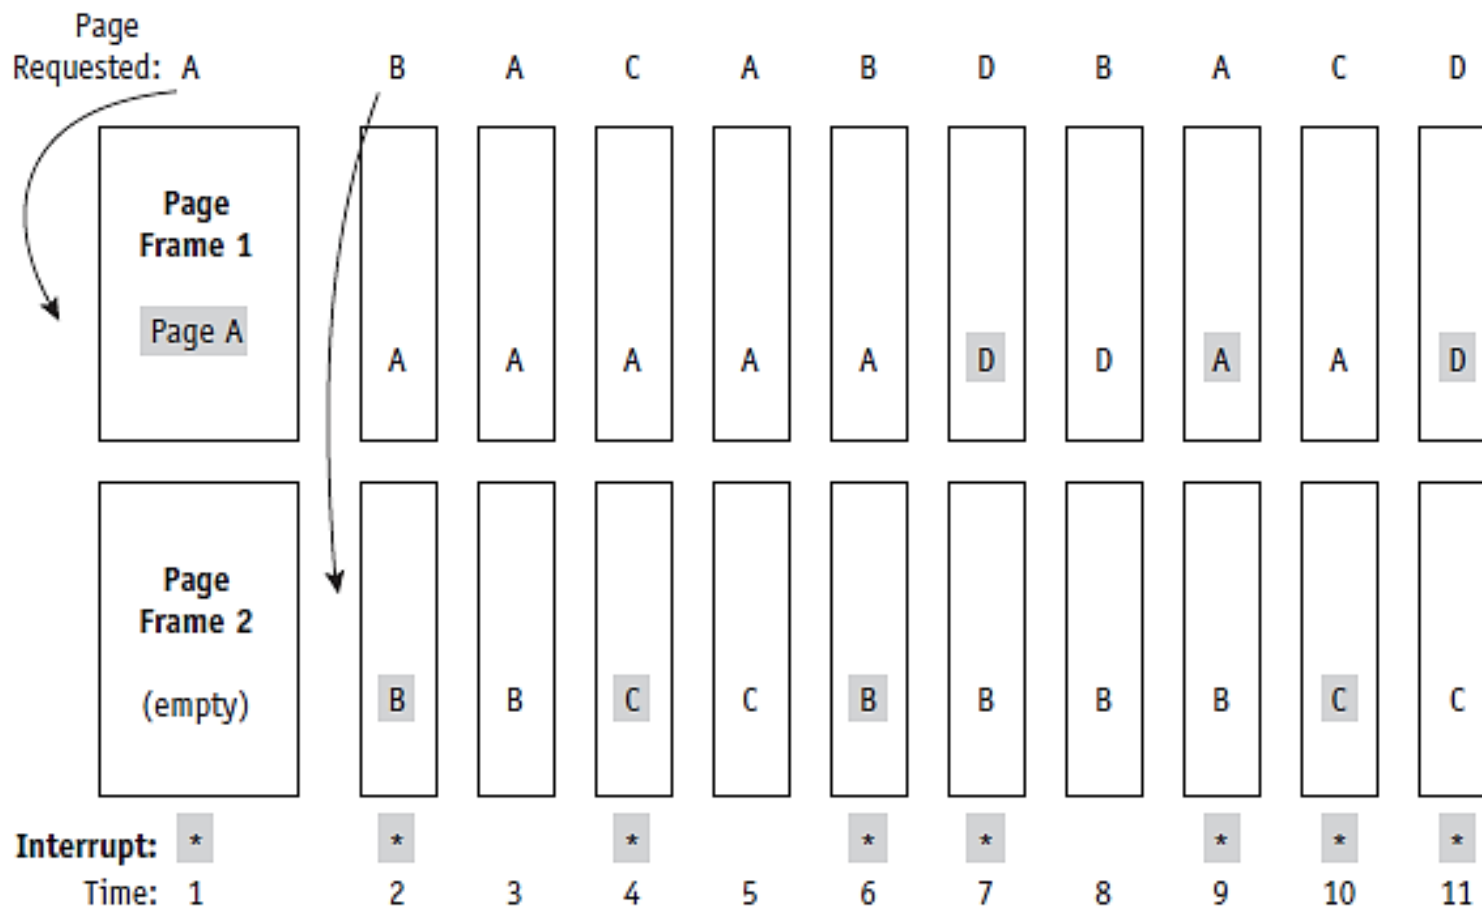 Page
Requested: A B A C A B D B A C D
Page
Frame 1
Page A
A A A A A D D A A D
Page
Frame 2
(empty)
B B C C B B B B C C
Interrupt: * * * * * * * *
Time: 1 2 3 4 5 6 7 8 9 10 11